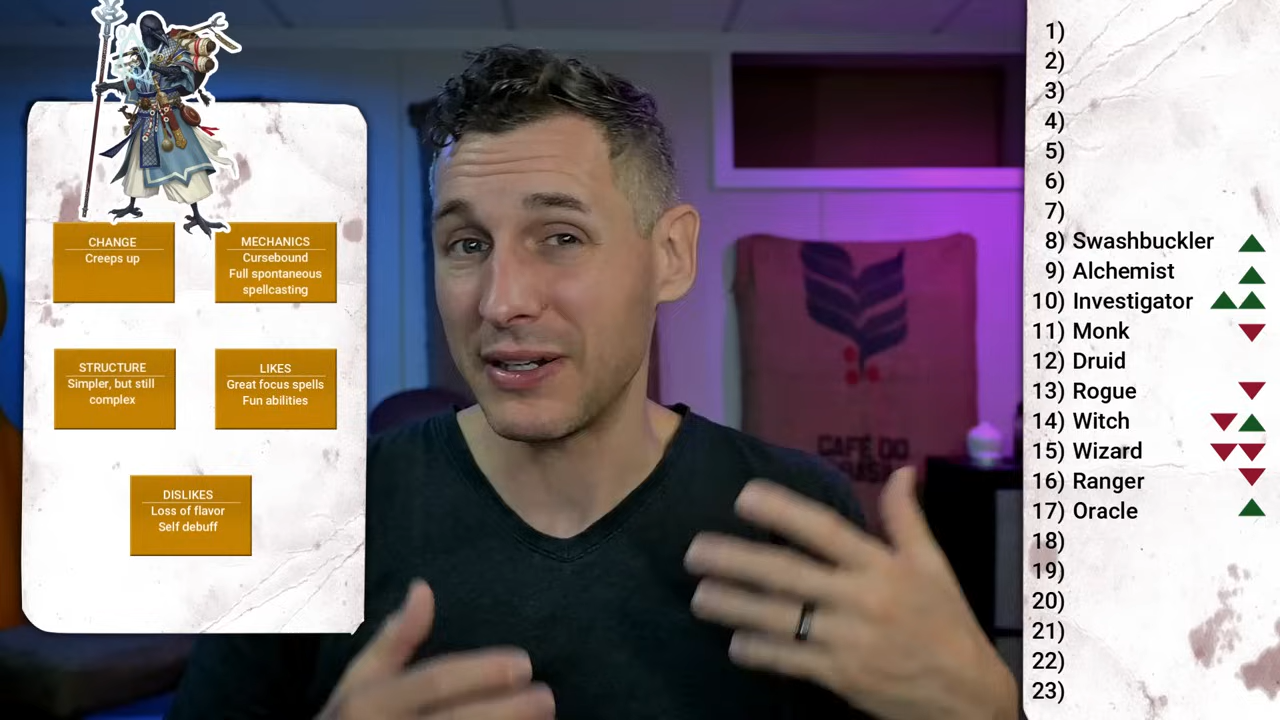 CHANGE
Creeps up
MECHANICS
Cursebound
Full spontaneous
spellcasting
STRUCTURE
Simpler, but still
complex
LIKES
Great focus spells
Fun abilities
DISLIKES
Loss of flavor
Self debuff
CAFÉ DO
1)
2)
3)
4)
5)
6)
7)
8) Swashbuckler
9) Alchemist
10) Investigator
11) Monk
12) Druid
13) Rogue
14) Witch
15) Wizard
16) Ranger
17) Oracle
18)
19)
20)
21)
22)
23)